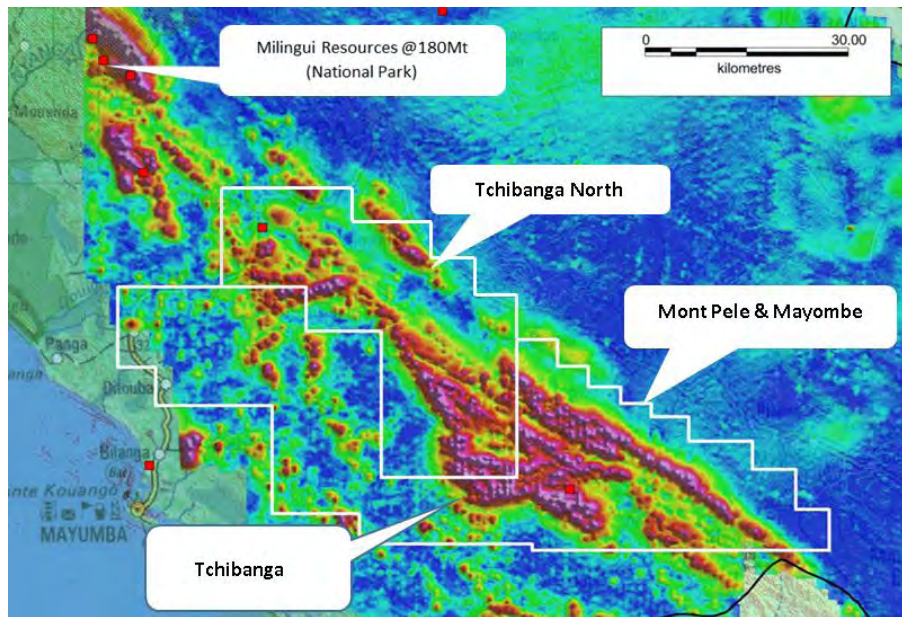 Milingui Resources @180Mt
(National Park)
0 30.00
kilometres
Tchibanga North
Mont Pele & Mayombe
Panga
Bilanga
MAYUMBA
Tchibanga